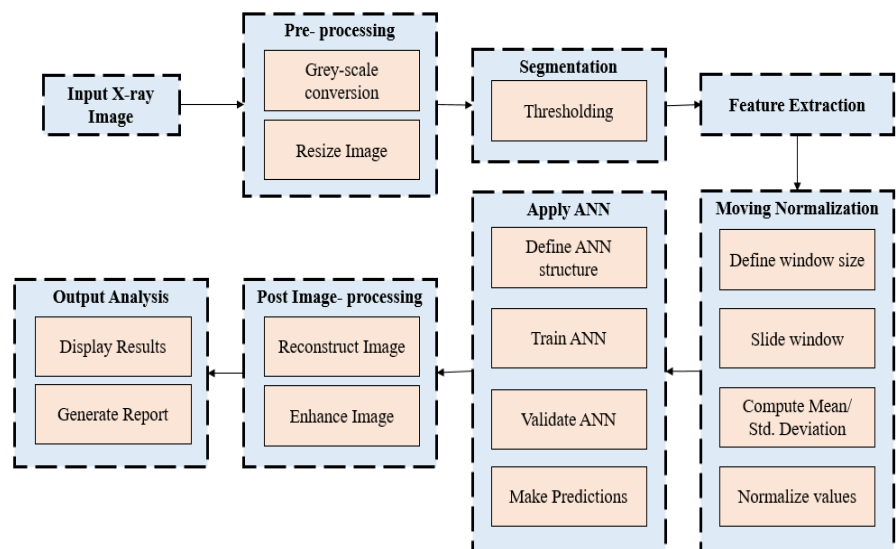 Input X-ray
Image
Pre- processing
Grey-scale
conversion
Resize Image
Segmentation
Thresholding
Feature Extraction
Moving Normalization
Define window size
Slide window
Compute Mean/
Std. Deviation
Normalize values
Apply ANN
Define ANN
structure
Train ANN
Validate ANN
Make Predictions
Post Image- processing
Reconstruct Image
Enhance Image
Output Analysis
Display Results
Generate Report